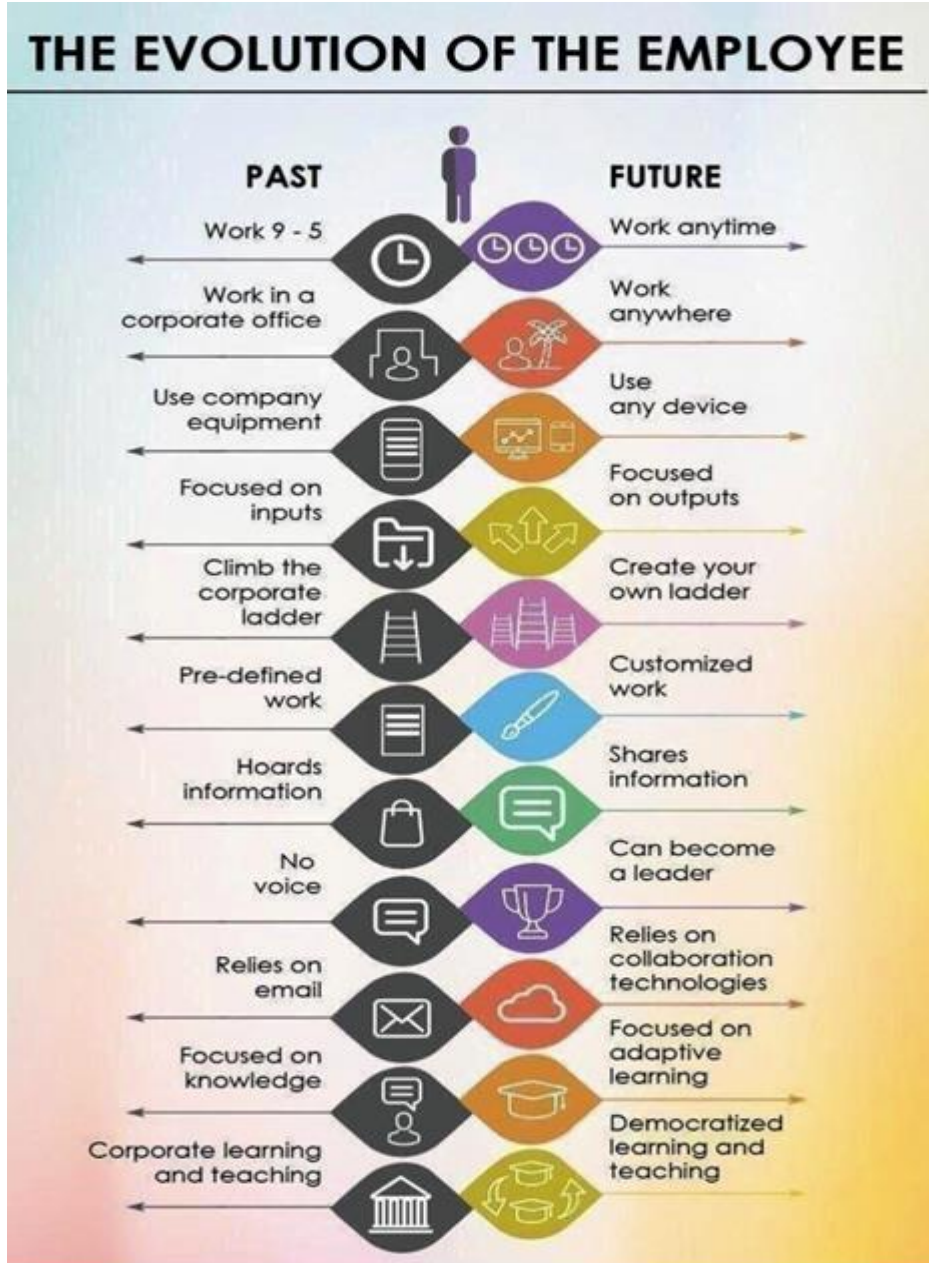 THE EVOLUTION OF THE EMPLOYEE
PAST
FUTURE
Work 9 - 5
Work anytime
Work in a
corporate office
Work
anywhere
Use company
equipment
Use
any device
Focused on
inputs
Focused
on outputs
Climb the
corporate
ladder
Create your
own ladder
Pre-defined
work
Customized
work
Hoards
information
Shares
information
No
voice
Can become
a leader
Relies on
email
Relies on
collaboration
technologies
Focused on
knowledge
Focused on
adaptive
learning
Corporate learning
and teaching
Democratized
learning and
teaching